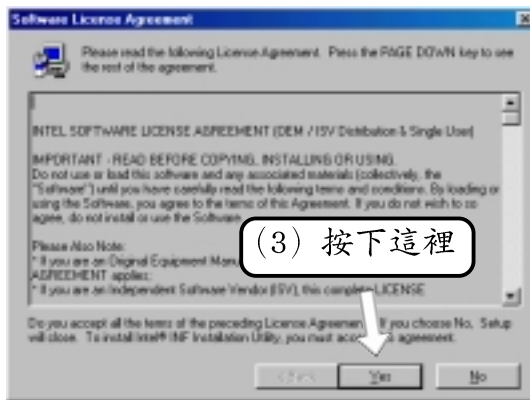 Software License Agreement
Please read the following License Agreement. Press the PAGE DOWN key to see
the rest of the agreement.
INTEL SOFTWARE LICENSE AGREEMENT (OEM / ISV Distribution & Single User)
IMPORTANT - READ BEFORE COPYING, INSTALLING OR USING.
Do not use or load this software and any associated materials (collectively, the
"Software") until you have carefully read the following terms and conditions. By loading or
using the Software, you agree to the terms of this Agreement. If you do not wish to so
agree, do not install or use the Software.
Please Also Note:
* If you are an Original Equipment Manu
AGREEMENT applies;
* If you are an Independent Software Vendor (ISV), this complete LICENSE
(3) 按下這裡
Do you accept all the terms of the preceding License Agreemen If you choose No, Setup
will close. To install Intel® INF Installation Utility, you must acce agreement.
< Back
Yes
No